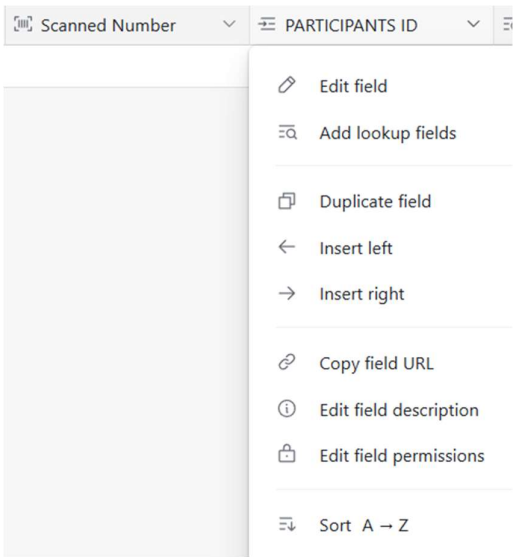 Scanned Number PARTICIPANTS ID
Edit field
Add lookup fields
Duplicate field
Insert left
Insert right
Copy field URL
Edit field description
Edit field permissions
Sort A → Z